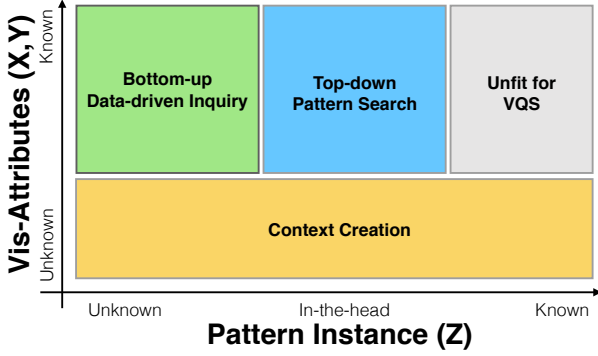 Vis-Attributes (X,Y)
Known
Unknown
Bottom-up
Data-driven Inquiry
Top-down
Pattern Search
Unfit for
VQS
Context Creation
Unknown
In-the-head
Known
Pattern Instance (Z)